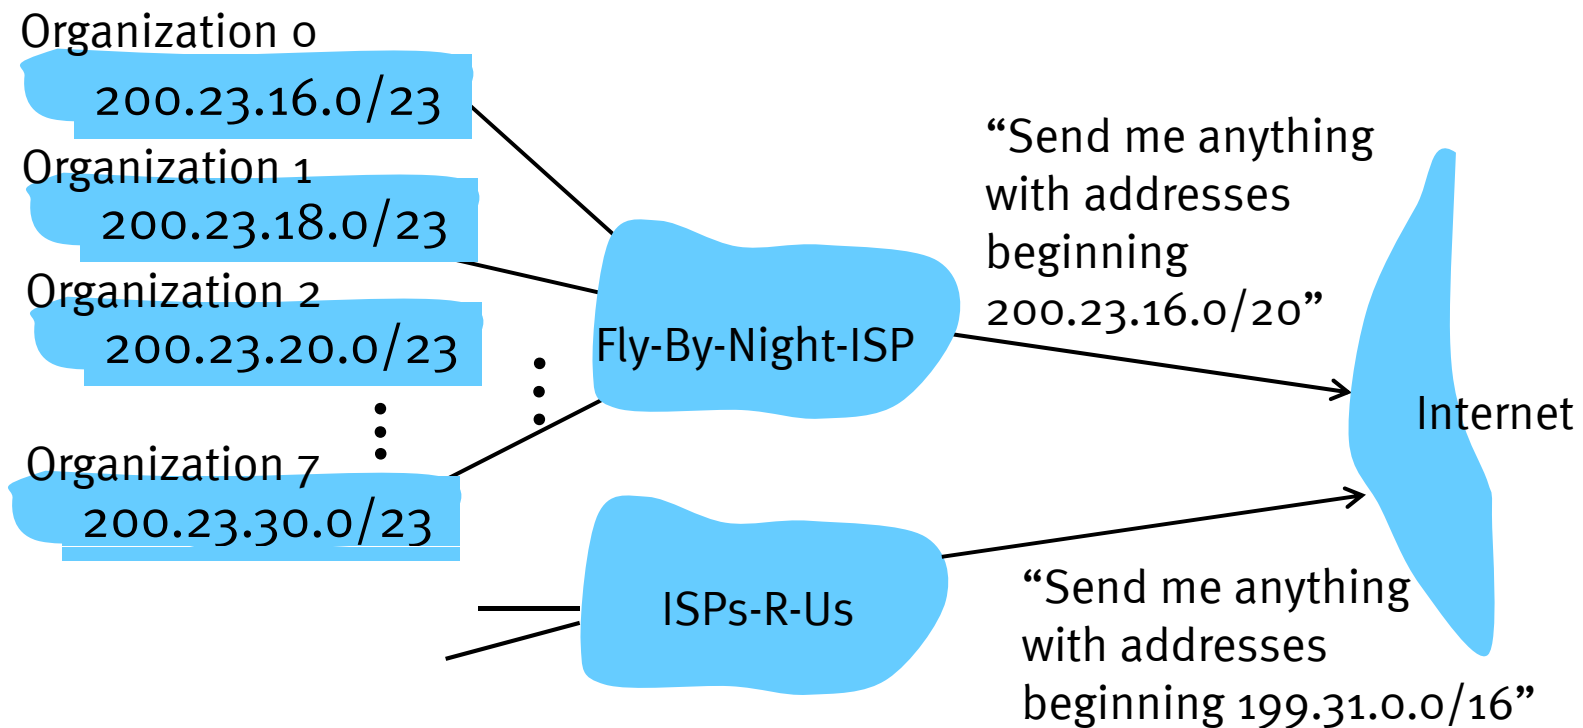 Organization 0
200.23.16.0/23
Organization 1
200.23.18.0/23
Organization 2
200.23.20.0/23
Organization 7
200.23.30.0/23
Fly-By-Night-ISP
ISPs-R-Us
“Send me anything
with addresses
beginning
200.23.16.0/20”
Internet
“Send me anything
with addresses
beginning 199.31.0.0/16”